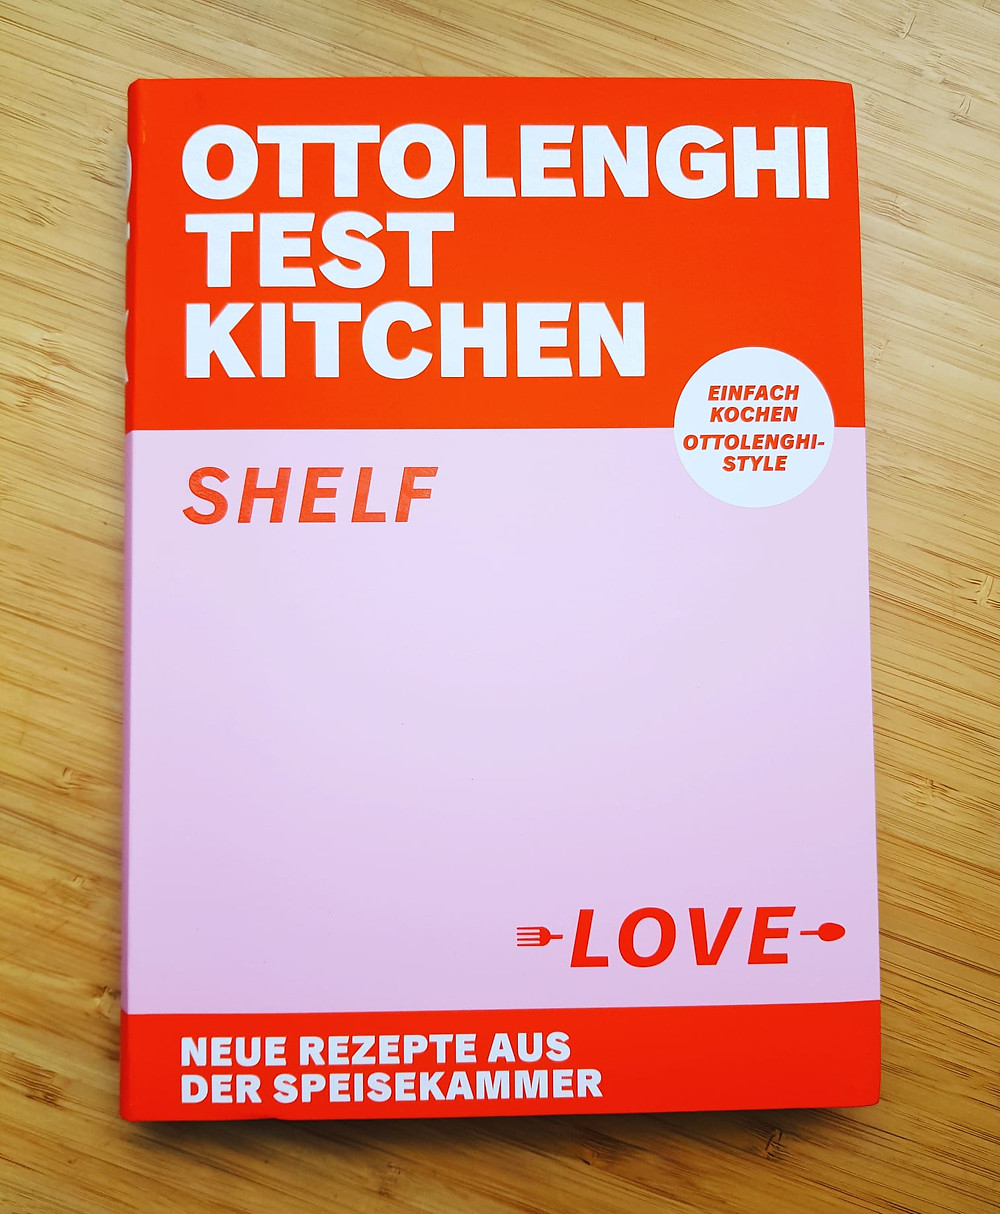 OTTOLENGHI
TEST
KITCHEN
EINFACH
KOCHEN
OTTOLENGHI-
STYLE
SHELF
LOVE
NEUE REZEPTE AUS
DER SPEISEKAMMER